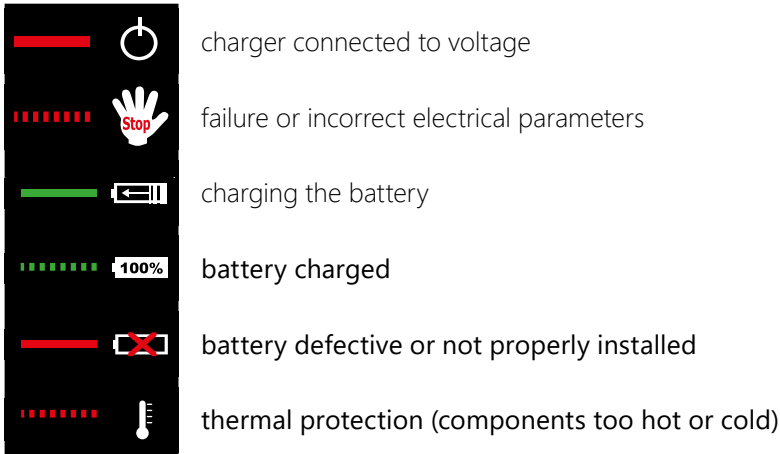 charger connected to voltage
Stop failure or incorrect electrical parameters
charging the battery
100% battery charged
battery defective or not properly installed
thermal protection (components too hot or cold)